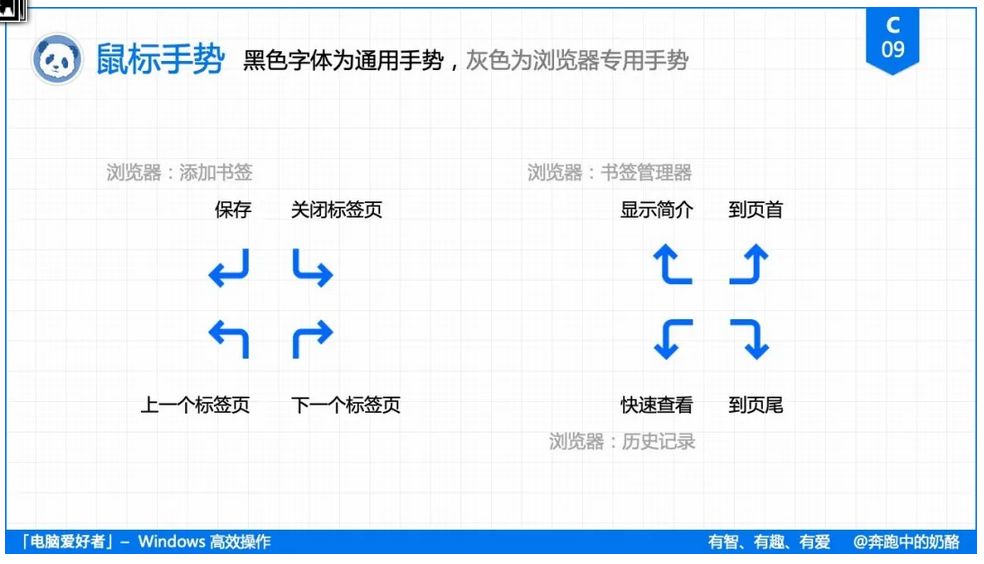 鼠标手势 黑色字体为通用手势，灰色为浏览器专用手势
C
09
浏览器：添加书签
浏览器：书签管理器
保存 关闭标签页
显示简介 到页首
上一个标签页 下一个标签页
快速查看 到页尾
浏览器：历史记录
「电脑爱好者」– Windows 高效操作
有智、有趣、有爱 @奔跑中的奶酪